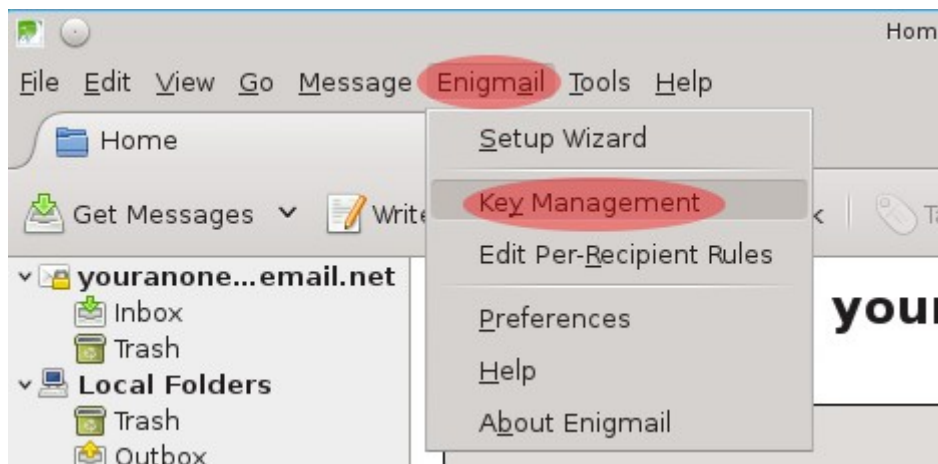 Hom
File Edit View Go Message Enigmail Tools Help
Home
Setup Wizard
Get Messages Write
Key Management
Edit Per-Recipient Rules
youranone...email.net
your
Inbox
Preferences
Trash
Help
Local Folders
Trash
About Enigmail
Outbox